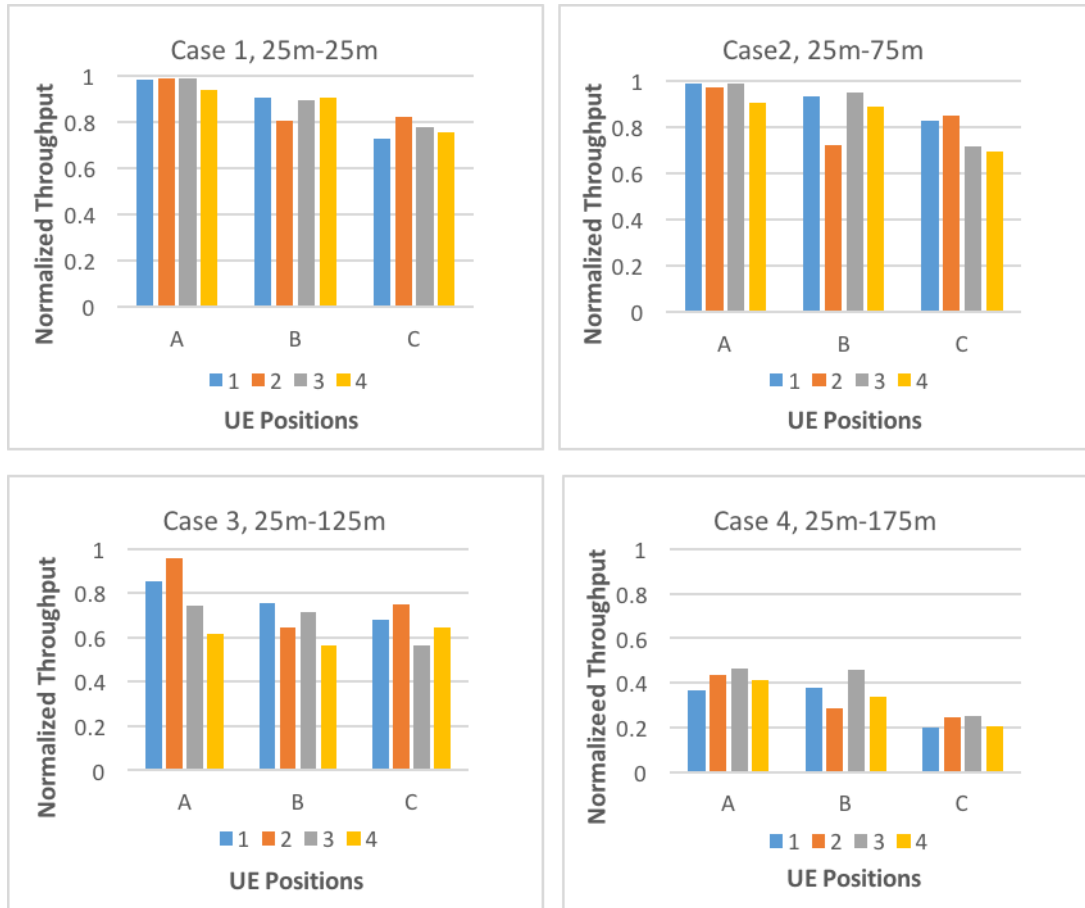 Case 1, 25m-25m
Normalized Throughput
1
0.8
0.6
0.4
0.2
0
A B C
1 2 3 4
UE Positions
Case2, 25m-75m
Normalized Throughput
1
0.8
0.6
0.4
0.2
0
A B C
1 2 3 4
UE Positions
Case 3, 25m-125m
Normalized Throughput
1
0.8
0.6
0.4
0.2
0
A B C
1 2 3 4
UE Positions
Case 4, 25m-175m
Normalizeed Throughput
1
0.8
0.6
0.4
0.2
0
A B C
1 2 3 4
UE Positions